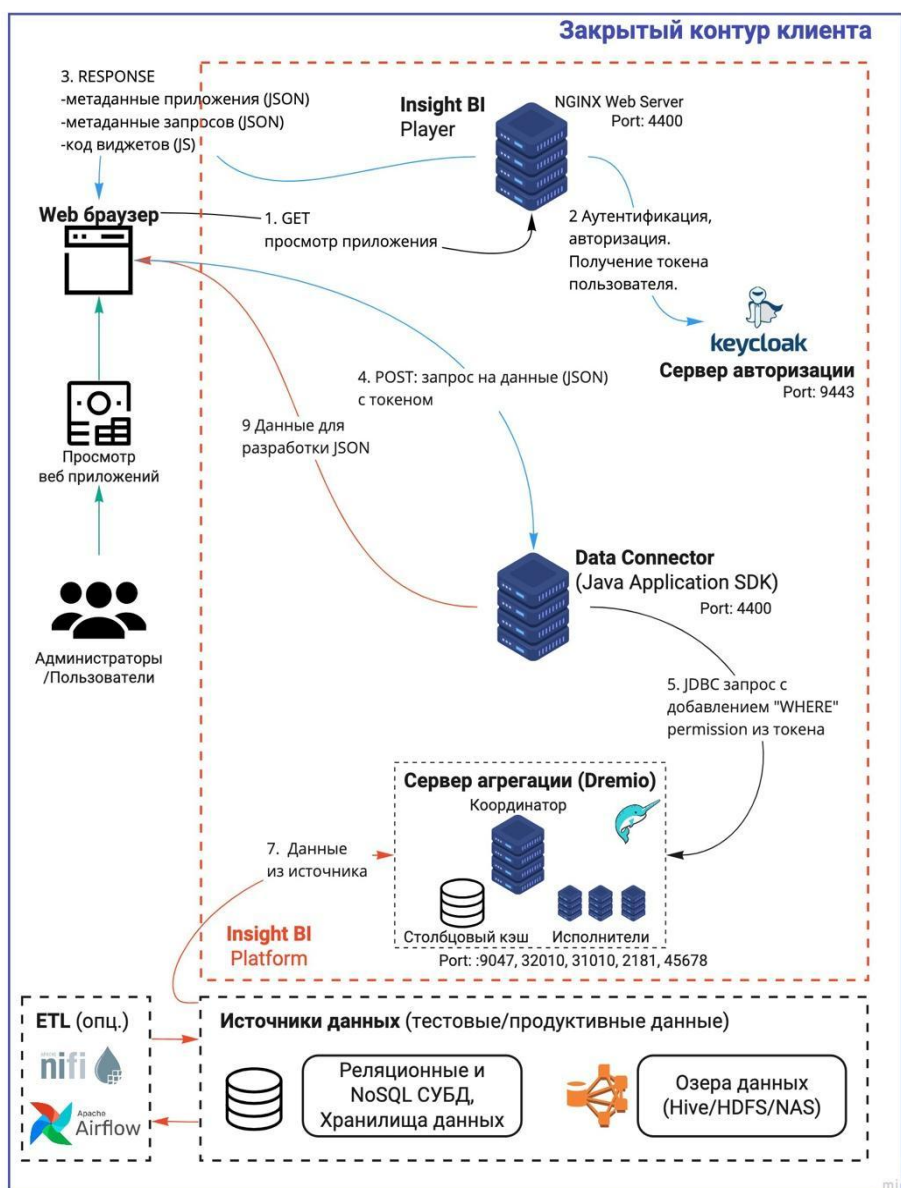 Закрытый контур клиента
3. RESPONSE
-метаданные приложения (JSON)
-метаданные запросов (JSON)
-код виджетов (JS)
Insight BI
Player
NGINX Web Server
Port: 4400
Web браузер
1. GET
просмотр приложения
2 Аутентификация,
авторизация.
Получение токена
пользователя.
keycloak
Сервер авторизации
Port: 9443
4. POST: запрос на данные (JSON)
с токеном
9 Данные для
разработки JSON
Просмотр
веб приложений
Data Connector
(Java Application SDK)
Port: 4400
Администраторы
/Пользователи
5. JDBC запрос с
добавлением "WHERE"
permission из токена
Сервер агрегации (Dremio)
Координатор
7. Данные
из источника
Столбцовый кэш
Исполнители
Port: :9047, 32010, 31010, 2181, 45678
Insight BI
Platform
ETL (опц.)
nifi
Apache
Airflow
Источники данных (тестовые/продуктивные данные)
Реляционные и
NoSQL СУБД,
Хранилища данных
Озера данных
(Hive/HDFS/NAS)